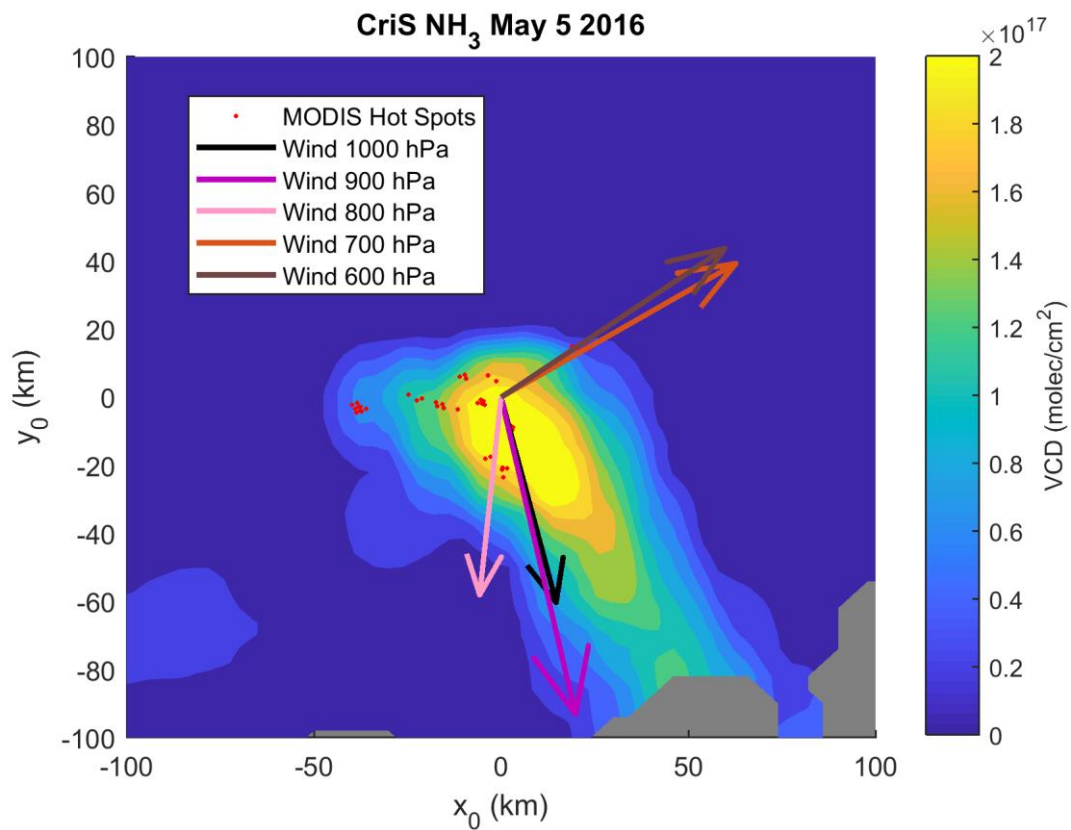 CriS NH3 May 5 2016
×10^17
100
80
60
40
20
0
-20
-40
-60
-80
-100
y0 (km)
MODIS Hot Spots
Wind 1000 hPa
Wind 900 hPa
Wind 800 hPa
Wind 700 hPa
Wind 600 hPa
-100
-50
0
50
100
x0 (km)
2
1.8
1.6
1.4
1.2
1
0.8
0.6
0.4
0.2
0
VCD (molec/cm^2)